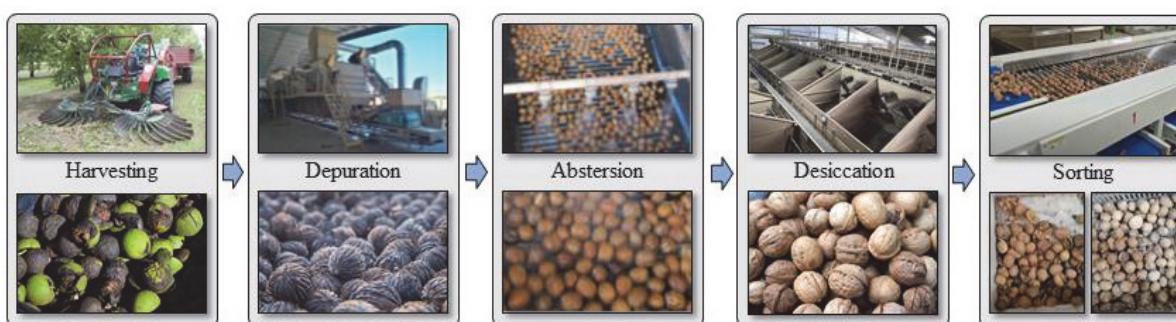 Harvesting
Depuration
Abstersion
Desiccation
Sorting